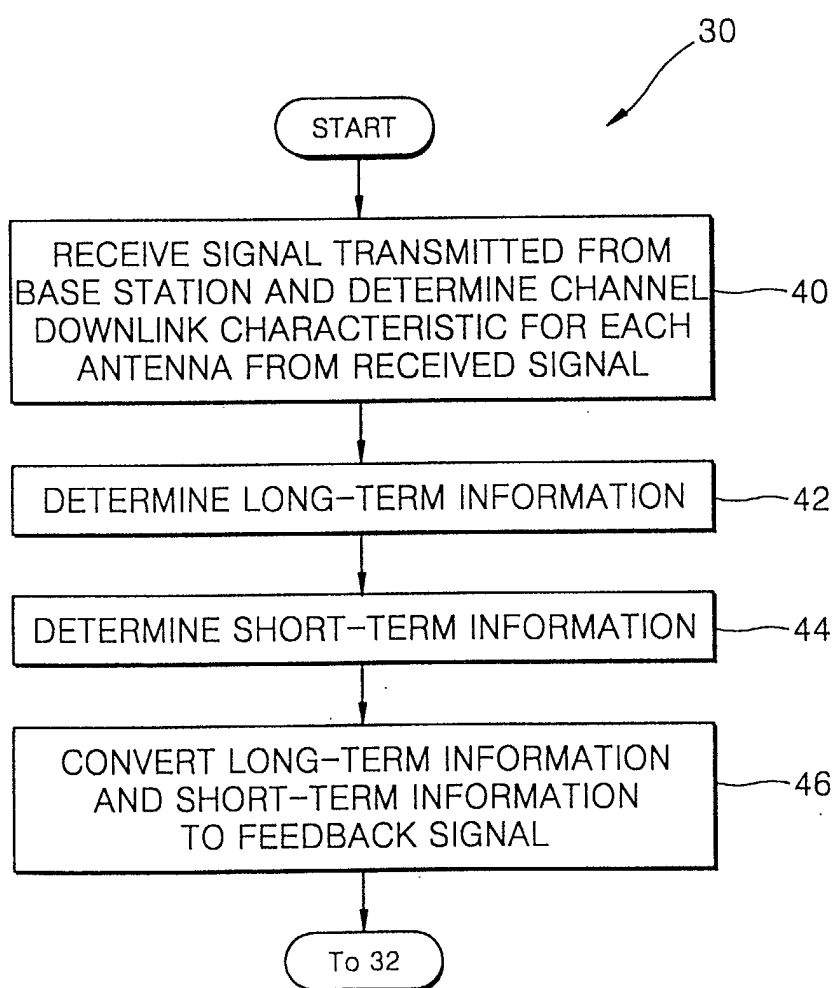 30
START
RECEIVE SIGNAL TRANSMITTED FROM
BASE STATION AND DETERMINE CHANNEL
DOWNLINK CHARACTERISTIC FOR EACH
ANTENNA FROM RECEIVED SIGNAL
40
DETERMINE LONG-TERM INFORMATION
42
DETERMINE SHORT-TERM INFORMATION
44
CONVERT LONG-TERM INFORMATION
AND SHORT-TERM INFORMATION
TO FEEDBACK SIGNAL
46
To 32